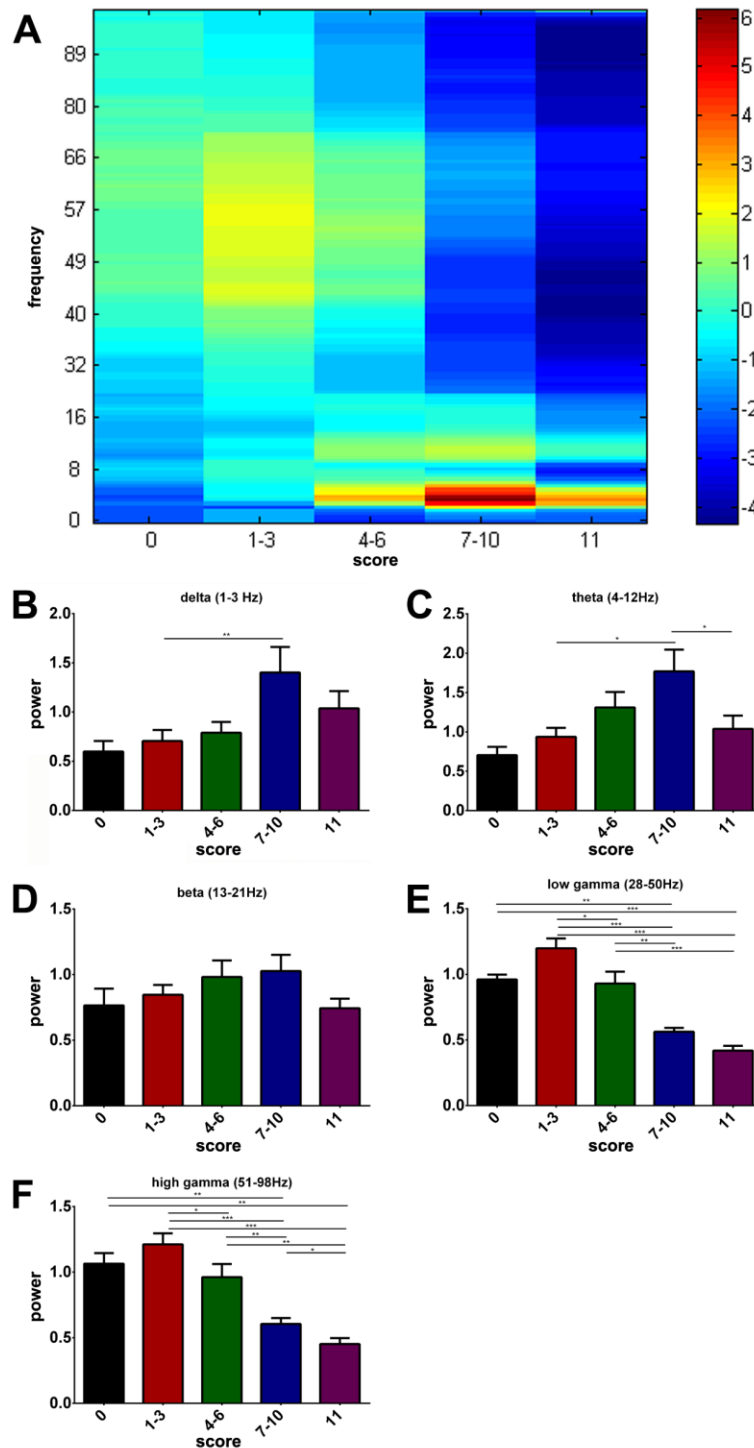 A
frequency
89
80
66
57
49
40
32
16
8
0
0 1-3 4-6 7-10 11
score
6
5
4
3
2
1
0
-1
-2
-3
-4
B
delta (1-3 Hz)
power
2.0
1.5
1.0
0.5
0.0
**
0 1-3 4-6 7-10 11
score
C
theta (4-12Hz)
power
2.5
2.0
1.5
1.0
0.5
0.0
* *
0 1-3 4-6 7-10 11
score
D
beta (13-21Hz)
power
1.5
1.0
0.5
0.0
0 1-3 4-6 7-10 11
score
E
low gamma (28-50Hz)
power
1.5
1.0
0.5
0.0
**
***
*
***
***
**
***
0 1-3 4-6 7-10 11
score
F
high gamma (51-98Hz)
power
1.5
1.0
0.5
0.0
**
**
*
***
***
**
**
*
0 1-3 4-6 7-10 11
score